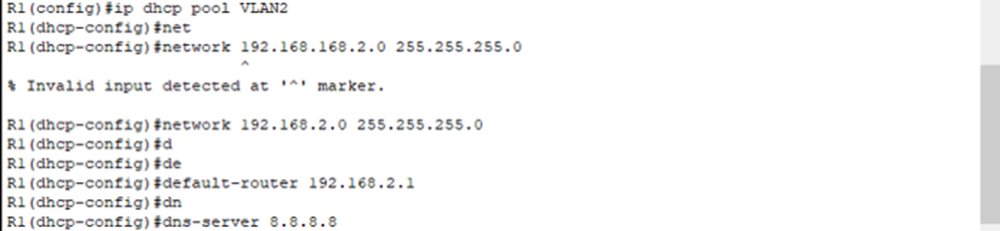 R1(config)#ip dhcp pool VLAN2
R1(dhcp-config)#net
R1(dhcp-config)#network 192.168.168.2.0 255.255.255.0
^
% Invalid input detected at '^' marker.
R1(dhcp-config)#network 192.168.2.0 255.255.255.0
R1(dhcp-config)#d
R1(dhcp-config)#de
R1(dhcp-config)#default-router 192.168.2.1
R1(dhcp-config)#dn
R1(dhcp-config)#dns-server 8.8.8.8